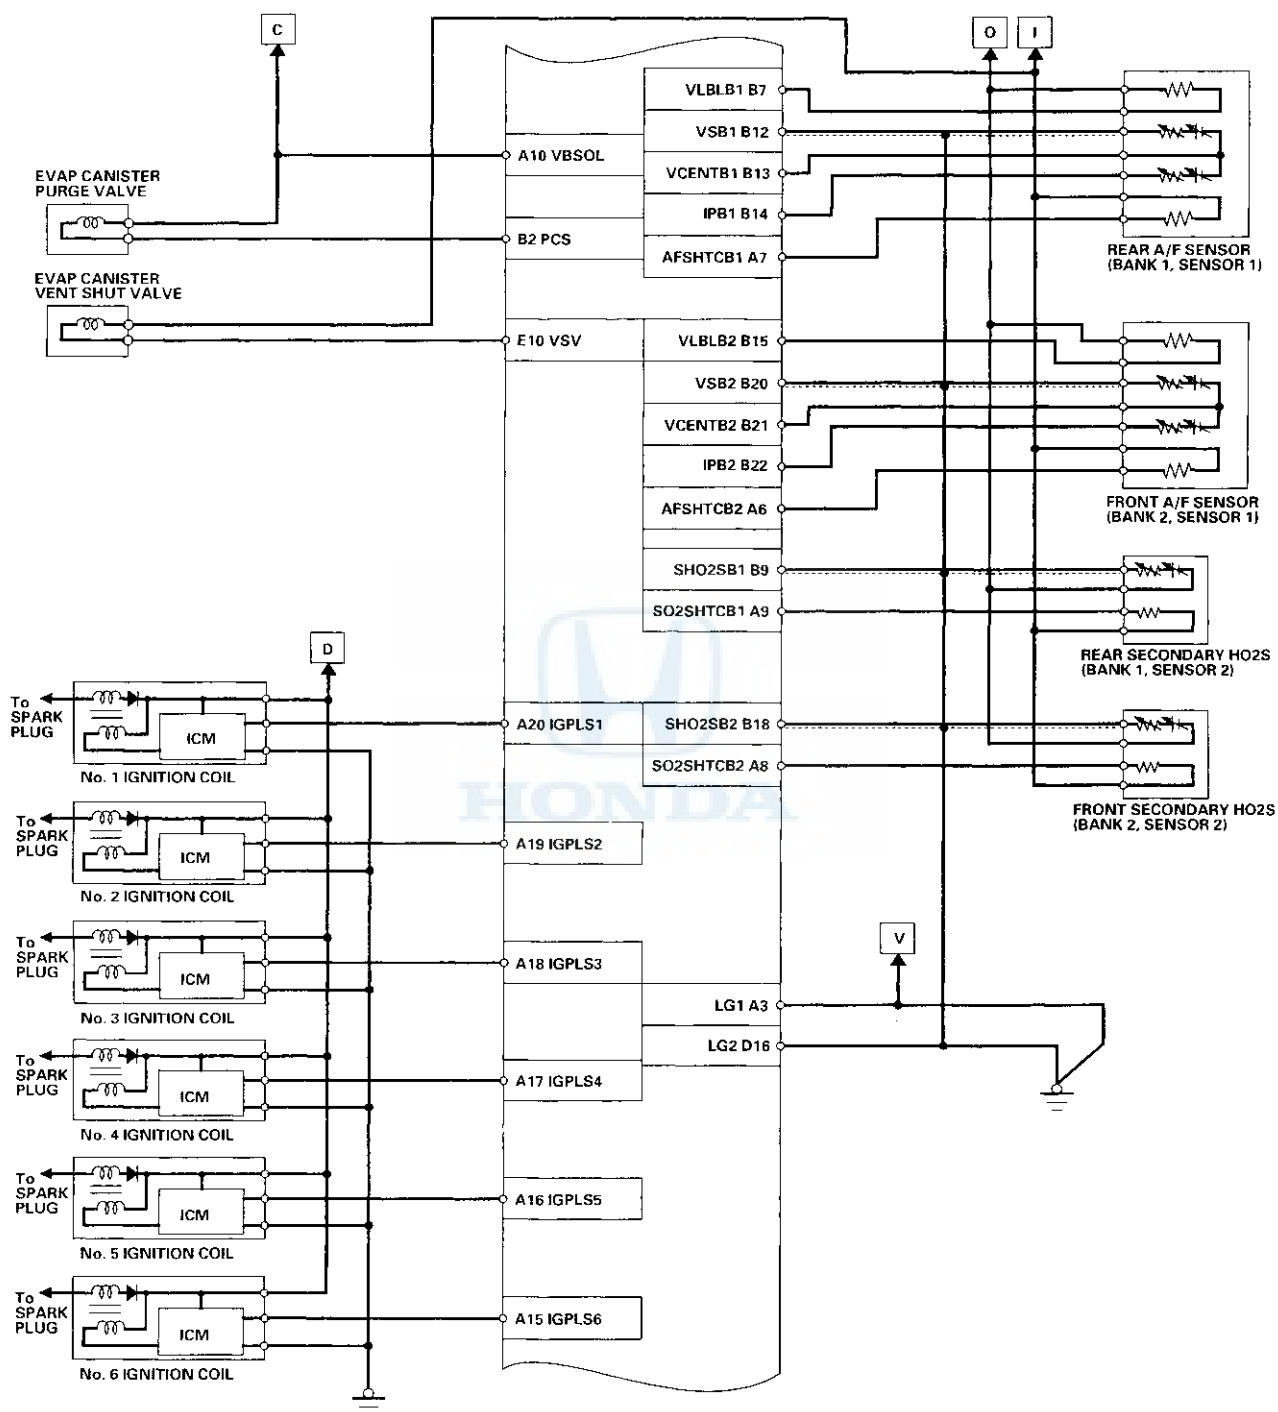 C
O
I
VLBLB1 B7
VSB1 B12
A10 VBSOL
VCENTB1 B13
EVAP CANISTER
PURGE VALVE
IPB1 B14
B2 PCS
AFSHTCB1 A7
REAR A/F SENSOR
(BANK 1, SENSOR 1)
EVAP CANISTER
VENT SHUT VALVE
E10 VSV
VLBLB2 B15
VSB2 B20
VCENTB2 B21
IPB2 B22
AFSHTCB2 A6
FRONT A/F SENSOR
(BANK 2, SENSOR 1)
SHO2SB1 B9
SO2SHTCB1 A9
REAR SECONDARY HO2S
(BANK 1, SENSOR 2)
D
To
SPARK
PLUG
ICM
No. 1 IGNITION COIL
A20 IGPLS1
SHO2SB2 B18
SO2SHTCB2 A8
FRONT SECONDARY HO2S
(BANK 2, SENSOR 2)
HONDA
To
SPARK
PLUG
ICM
No. 2 IGNITION COIL
A19 IGPLS2
To
SPARK
PLUG
ICM
No. 3 IGNITION COIL
A18 IGPLS3
V
LG1 A3
LG2 D16
To
SPARK
PLUG
ICM
No. 4 IGNITION COIL
A17 IGPLS4
To
SPARK
PLUG
ICM
No. 5 IGNITION COIL
A16 IGPLS5
To
SPARK
PLUG
ICM
No. 6 IGNITION COIL
A15 IGPLS6